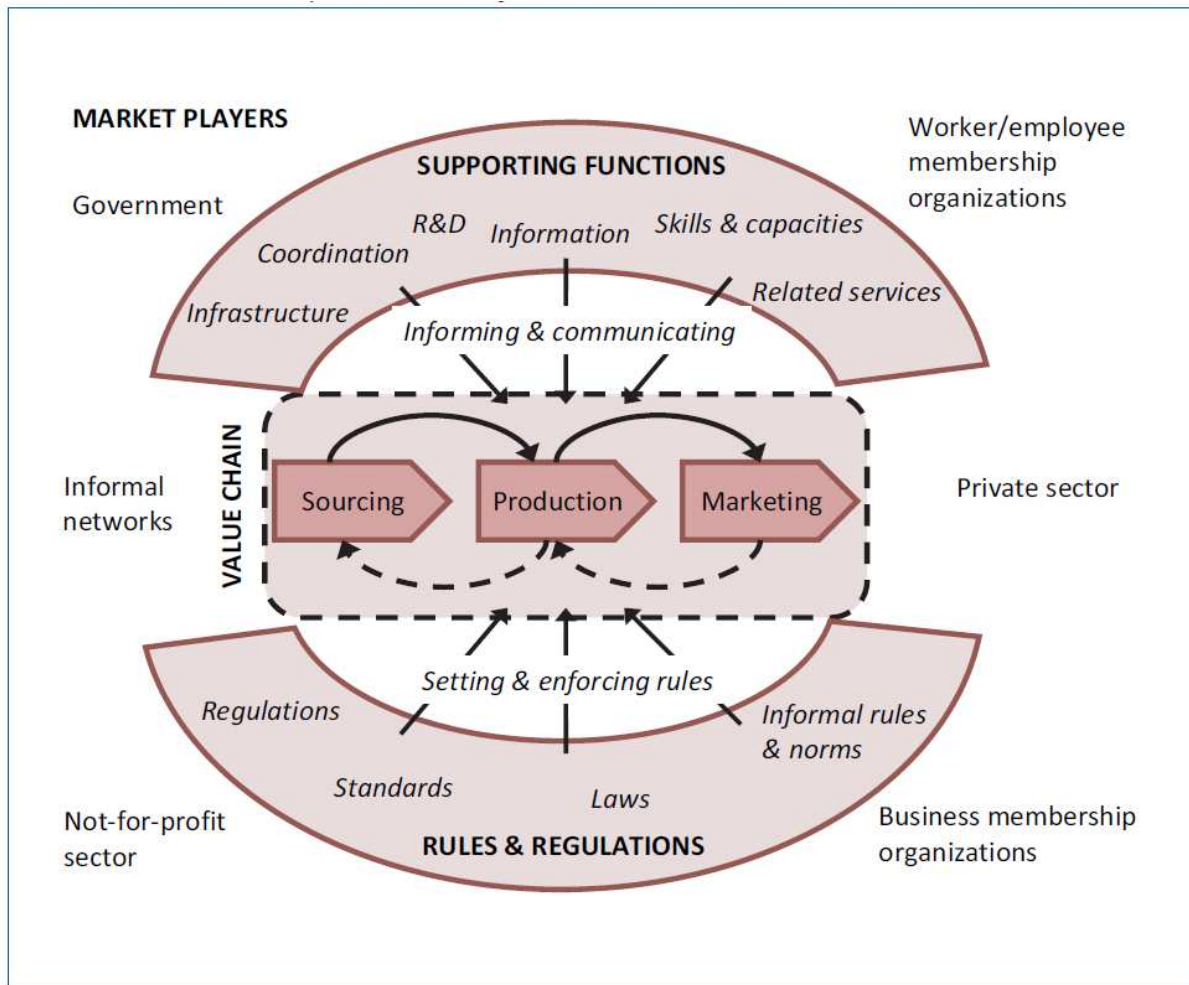 MARKET PLAYERS
Government
Worker/employee
membership
organizations
SUPPORTING FUNCTIONS
R&D
Information
Skills & capacities
Coordination
Related services
Infrastructure
Informing & communicating
VALUE CHAIN
Informal
networks
Sourcing
Production
Marketing
Private sector
Setting & enforcing rules
Regulations
Informal rules
& norms
Standards
Laws
RULES & REGULATIONS
Not-for-profit
sector
Business membership
organizations